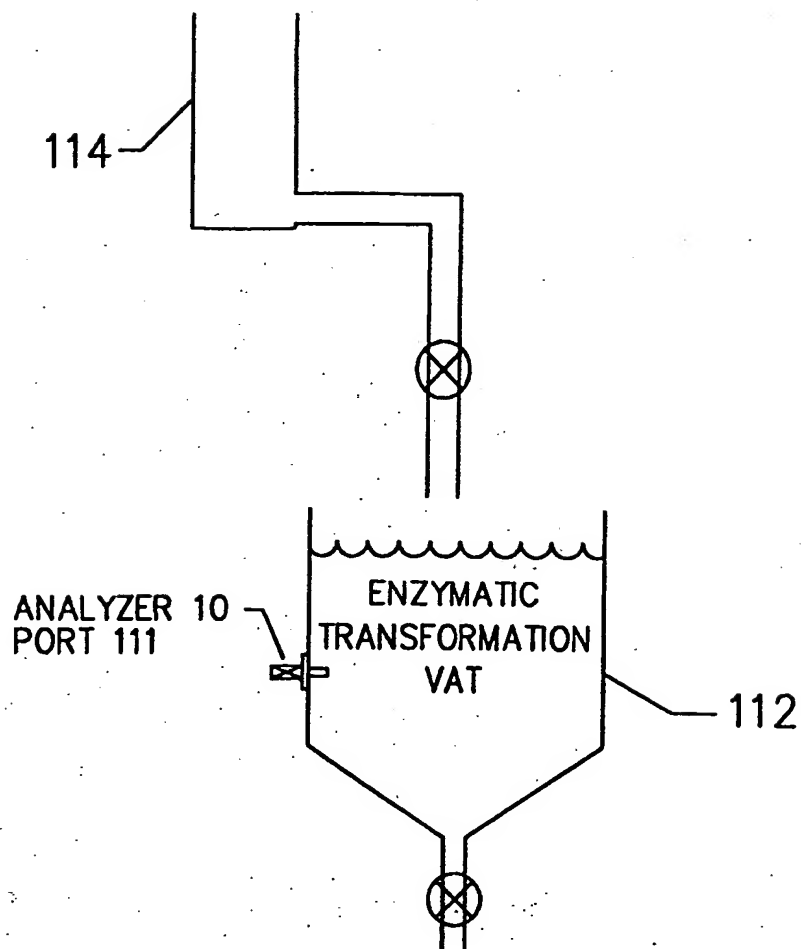 114
ENZYMATIC
TRANSFORMATION
VAT
ANALYZER 10
PORT 111
112